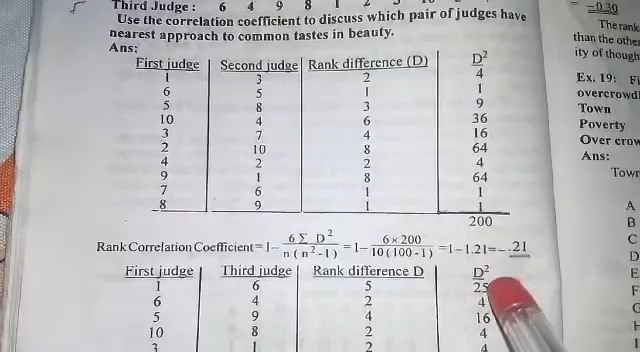 Third Judge : 6 4 9 8 1 2
Use the correlation coefficient to discuss which pair of judges have
nearest approach to common tastes in beauty.
Ans:
First judge Second judge Rank difference (D) D²
1 3 2 4
6 5 1 1
5 8 3 9
10 4 6 36
3 7 4 16
2 10 8 64
4 2 2 4
9 1 8 64
7 6 1 1
8 9 1 1
200
Rank Correlation Coefficient=1-6 Σ D²/n(n²-1) =1-6×200/10(100-1) =1-1.21=-.21
First judge Third judge Rank difference D D²
1 6 5 25
6 4 2 4
5 9 4 16
10 8 2 4
3 1 2 4
= -0.30
The rank
than the othe
ity of though
Ex. 19: Fi
overcrowd
Town
Poverty
Over crow
Ans:
Town
A
B
C
D
E
F
G
H